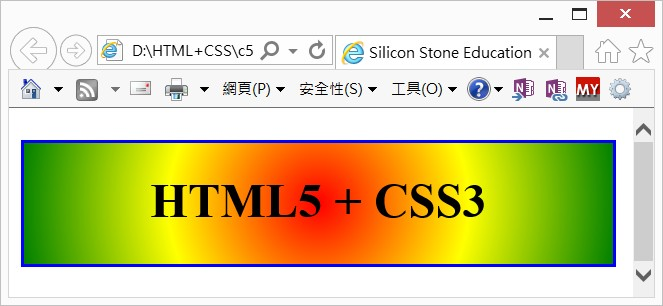 D:\HTML+CSS\c5
Silicon Stone Education
網頁(P) 安全性(S) 工具(O) MY
HTML5 + CSS3